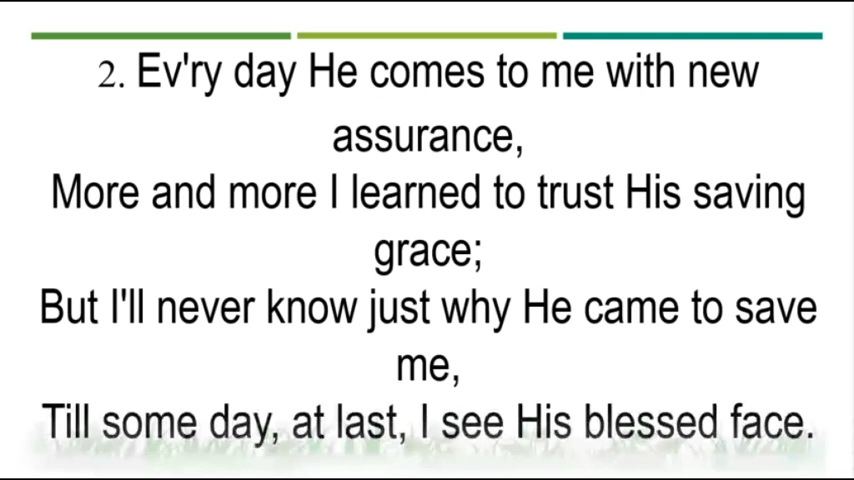 2. Ev'ry day He comes to me with new
assurance,
More and more I learned to trust His saving
grace;
But I'll never know just why He came to save
me,
Till some day, at last, I see His blessed face.